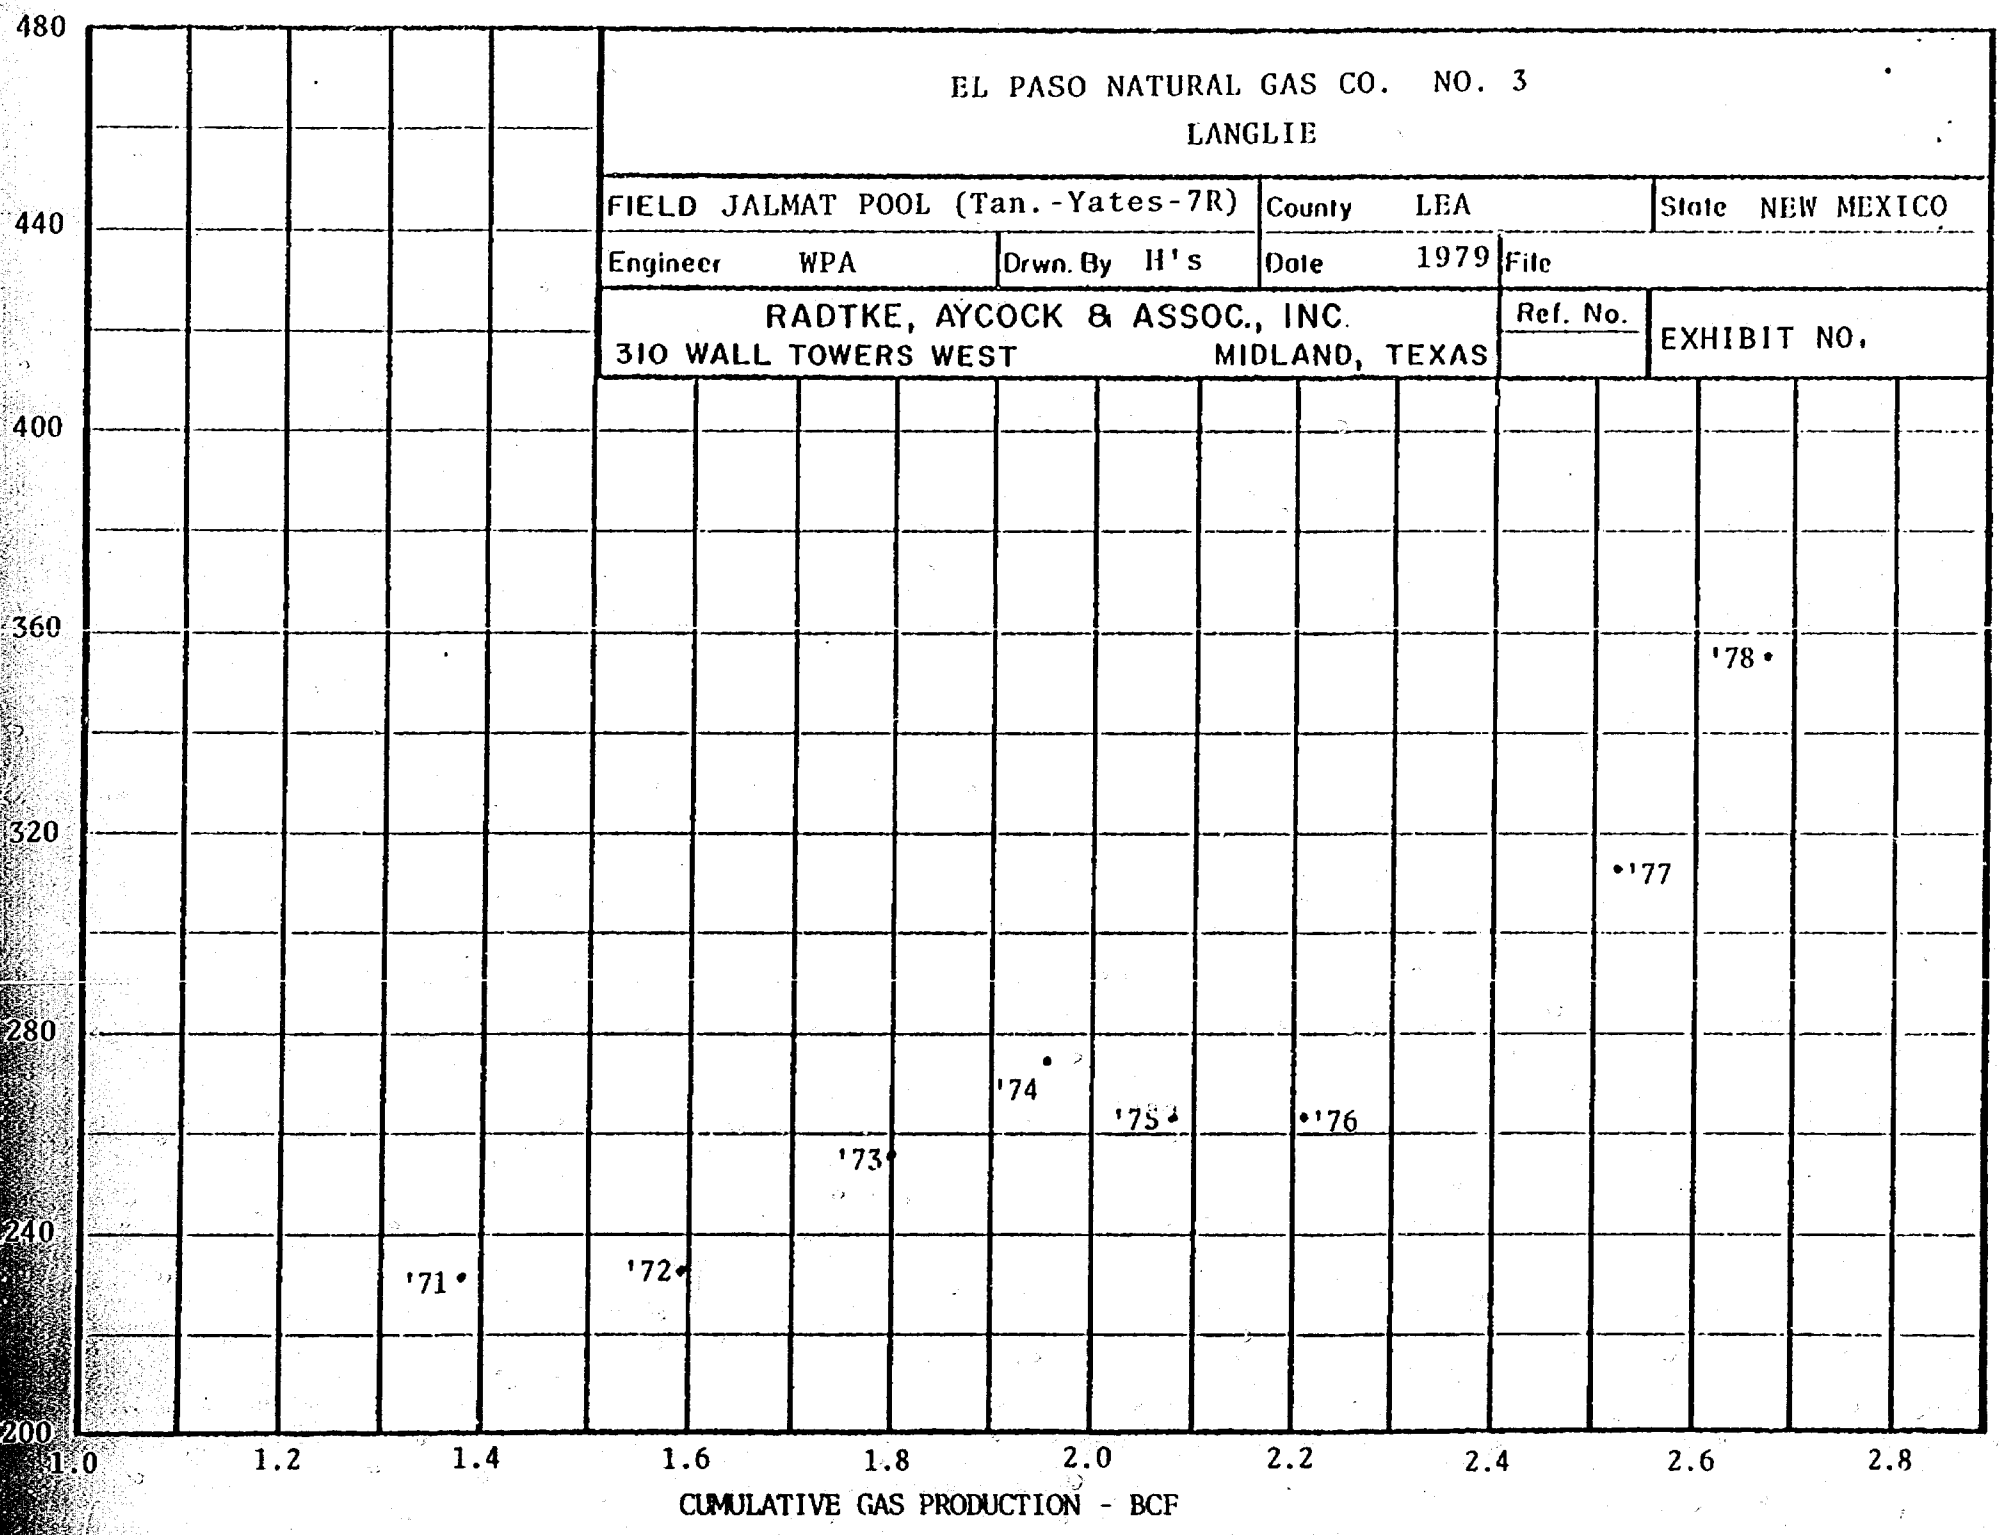 480
EL PASO NATURAL GAS CO. NO. 3
LANGLIE
FIELD JALMAT POOL (Tan.-Yates-7R) County LEA State NEW MEXICO
440
Engineer WPA Drwn. By H's Date 1979 File
RADTKE, AYCOCK & ASSOC., INC. Ref. No.
310 WALL TOWERS WEST MIDLAND, TEXAS EXHIBIT NO.
400
360
'78
320
'77
280
'74
'75 '76
'73
240
'71 '72
200
1.0 1.2 1.4 1.6 1.8 2.0 2.2 2.4 2.6 2.8
CUMULATIVE GAS PRODUCTION - BCF